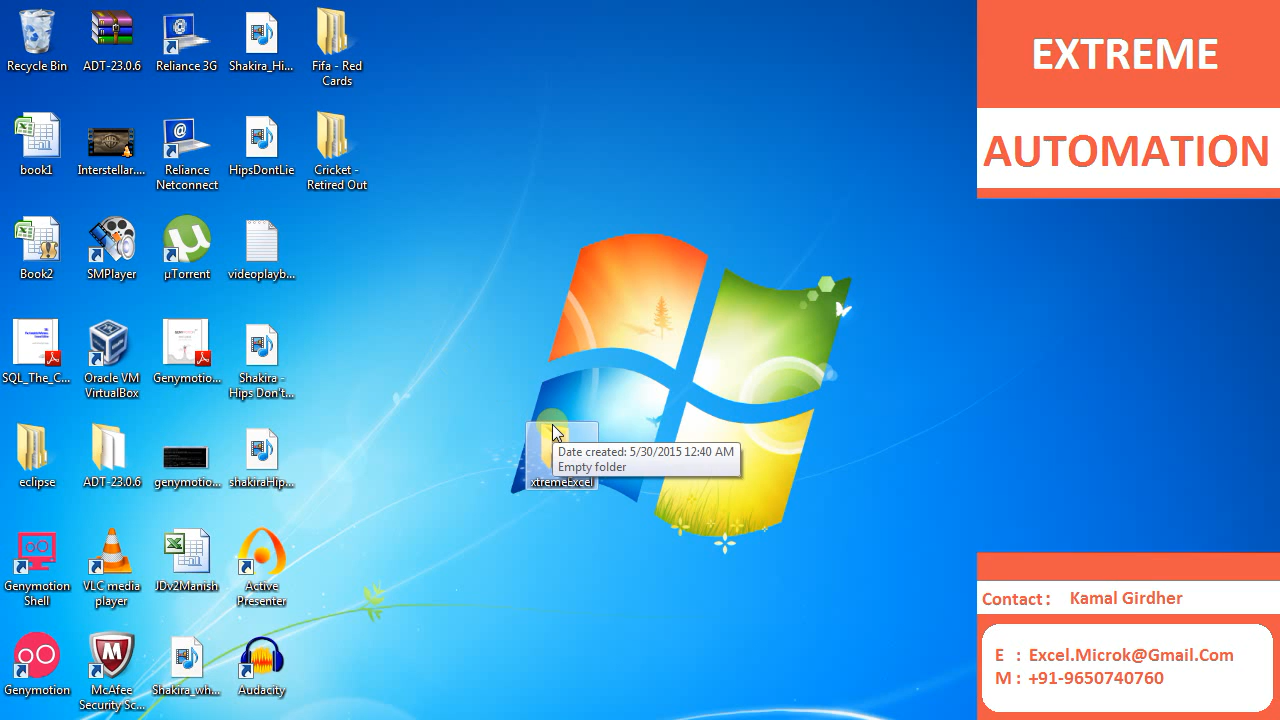 Recycle Bin
ADT-23.0.6
Reliance 3G
Shakira_Hi...
Fifa - Red
Cards
EXTREME
AUTOMATION
book1
Interstellar....
Reliance
Netconnect
HipsDontLie
Cricket -
Retired Out
Book2
SMPlayer
µTorrent
videoplayb...
SQL_The_C...
Oracle VM
VirtualBox
Genymotio...
Shakira -
Hips Don't...
eclipse
ADT-23.0.6
genymotio...
shakiraHip...
Date created: 5/30/2015 12:40 AM
Empty folder
xtremeExcel
Genymotion
Shell
VLC media
player
JDv2Manish
Active
Presenter
Genymotion
McAfee
Security Sc...
Shakira_wh...
Audacity
Contact : Kamal Girdher
E : Excel.Microk@Gmail.Com
M : +91-9650740760